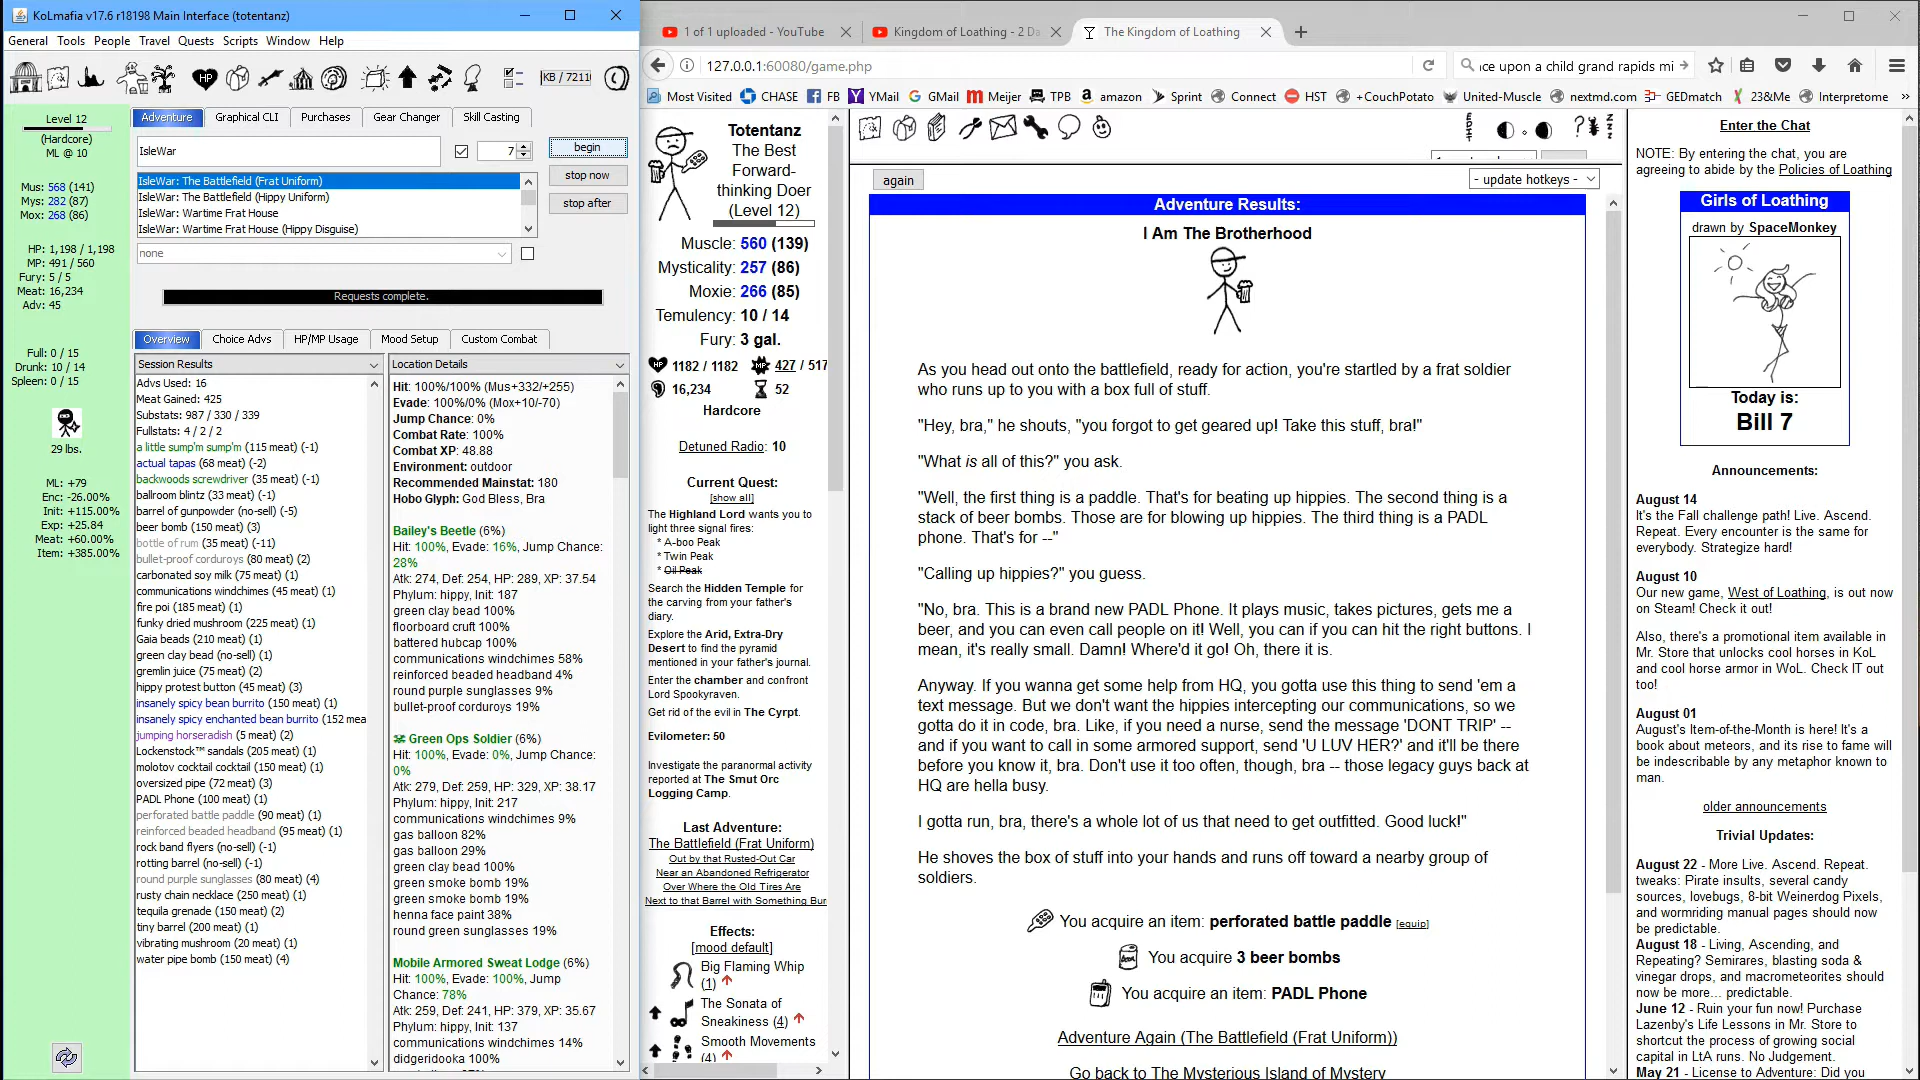 KoLmafia v17.6 r18198 Main Interface (totentanz)
General Tools People Travel Quests Scripts Window Help
KB / 7211
Level 12
(Hardcore)
ML @ 10
Mus: 568 (141)
Mys: 282 (87)
Mox: 268 (86)
HP: 1,198 / 1,198
MP: 491 / 560
Fury: 5 / 5
Meat: 16,234
Adv: 45
Full: 0 / 15
Drunk: 10 / 14
Spleen: 0 / 15
29 lbs.
ML: +79
Enc: -26.00%
Init: +115.00%
Exp: +25.84
Meat: +60.00%
Item: +385.00%
Adventure Graphical CLI Purchases Gear Changer Skill Casting
IsleWar
7
begin
stop now
stop after
IsleWar: The Battlefield (Frat Uniform)
IsleWar: The Battlefield (Hippy Uniform)
IsleWar: Wartime Frat House
IsleWar: Wartime Frat House (Hippy Disguise)
none
Requests complete.
Overview Choice Advs HP/MP Usage Mood Setup Custom Combat
Session Results
Advs Used: 16
Meat Gained: 425
Substats: 987 / 330 / 339
Fullstats: 4 / 2 / 2
a little sump'm sump'm (115 meat) (-1)
actual tapas (68 meat) (-2)
backwoods screwdriver (35 meat) (-1)
ballroom blintz (33 meat) (-1)
barrel of gunpowder (no-sell) (-5)
beer bomb (150 meat) (3)
bottle of rum (35 meat) (-11)
bullet-proof corduroys (80 meat) (2)
carbonated soy milk (75 meat) (1)
communications windchimes (45 meat) (1)
fire poi (185 meat) (1)
funky dried mushroom (225 meat) (1)
Gaia beads (210 meat) (1)
green clay bead (no-sell) (1)
gremlin juice (75 meat) (2)
hippy protest button (45 meat) (3)
insanely spicy bean burrito (150 meat) (1)
insanely spicy enchanted bean burrito (152 mea
jumping horseradish (5 meat) (2)
Lockenstock™ sandals (205 meat) (1)
molotov cocktail cocktail (150 meat) (1)
oversized pipe (72 meat) (3)
PADL Phone (100 meat) (1)
perforated battle paddle (90 meat) (1)
reinforced beaded headband (95 meat) (1)
rock band flyers (no-sell) (-1)
rotting barrel (no-sell) (-1)
round purple sunglasses (80 meat) (4)
rusty chain necklace (250 meat) (1)
tequila grenade (150 meat) (2)
tiny barrel (200 meat) (1)
vibrating mushroom (20 meat) (1)
water pipe bomb (150 meat) (4)
Location Details
Hit: 100%/100% (Mus+332/+255)
Evade: 100%/0% (Mox+10/-70)
Jump Chance: 0%
Combat Rate: 100%
Combat XP: 48.88
Environment: outdoor
Recommended Mainstat: 180
Hobo Glyph: God Bless, Bra
Bailey's Beetle (6%)
Hit: 100%, Evade: 16%, Jump Chance:
28%
Atk: 274, Def: 254, HP: 289, XP: 37.54
Phylum: hippy, Init: 187
green clay bead 100%
floorboard cruft 100%
battered hubcap 100%
communications windchimes 58%
reinforced beaded headband 4%
round purple sunglasses 9%
bullet-proof corduroys 19%
Green Ops Soldier (6%)
Hit: 100%, Evade: 0%, Jump Chance:
0%
Atk: 279, Def: 259, HP: 329, XP: 38.17
Phylum: hippy, Init: 217
communications windchimes 9%
gas balloon 82%
gas balloon 29%
green clay bead 100%
green smoke bomb 19%
green smoke bomb 19%
henna face paint 38%
round green sunglasses 19%
Mobile Armored Sweat Lodge (6%)
Hit: 100%, Evade: 100%, Jump
Chance: 78%
Atk: 259, Def: 241, HP: 379, XP: 35.67
Phylum: hippy, Init: 137
communications windchimes 14%
didgeridooka 100%
1 of 1 uploaded - YouTube
Kingdom of Loathing - 2 Da
The Kingdom of Loathing
127.0.0.1:60080/game.php
ice upon a child grand rapids mi
Most Visited CHASE FB YMail GMail Meijer TPB amazon Sprint Connect HST +CouchPotato United-Muscle nextmd.com GEDmatch 23&Me Interpretome
Totentanz
The Best
Forward-
thinking Doer
(Level 12)
Muscle: 560 (139)
Mysticality: 257 (86)
Moxie: 266 (85)
Temulency: 10 / 14
Fury: 3 gal.
1182 / 1182 427 / 517
16,234 52
Hardcore
Detuned Radio: 10
Current Quest:
[show all]
The Highland Lord wants you to
light three signal fires:
* A-boo Peak
* Twin Peak
* Oil Peak
Search the Hidden Temple for
the carving from your father's
diary.
Explore the Arid, Extra-Dry
Desert to find the pyramid
mentioned in your father's journal.
Enter the chamber and confront
Lord Spookyraven.
Get rid of the evil in The Cyrpt.
Evilometer: 50
Investigate the paranormal activity
reported at The Smut Orc
Logging Camp.
Last Adventure:
The Battlefield (Frat Uniform)
Out by that Rusted-Out Car
Near an Abandoned Refrigerator
Over Where the Old Tires Are
Next to that Barrel with Something Bur
Effects:
[mood default]
Big Flaming Whip
(1)
The Sonata of
Sneakiness (4)
Smooth Movements
(4)
again
- update hotkeys -
Adventure Results:
I Am The Brotherhood
As you head out onto the battlefield, ready for action, you're startled by a frat soldier
who runs up to you with a box full of stuff.
"Hey, bra," he shouts, "you forgot to get geared up! Take this stuff, bra!"
"What is all of this?" you ask.
"Well, the first thing is a paddle. That's for beating up hippies. The second thing is a
stack of beer bombs. Those are for blowing up hippies. The third thing is a PADL
phone. That's for --"
"Calling up hippies?" you guess.
"No, bra. This is a brand new PADL Phone. It plays music, takes pictures, gets me a
beer, and you can even call people on it! Well, you can if you can hit the right buttons. I
mean, it's really small. Damn! Where'd it go! Oh, there it is.
Anyway. If you wanna get some help from HQ, you gotta use this thing to send 'em a
text message. But we don't want the hippies intercepting our communications, so we
gotta do it in code, bra. Like, if you need a nurse, send the message 'DONT TRIP' --
and if you want to call in some armored support, send 'U LUV HER?' and it'll be there
before you know it, bra. Don't use it too often, though, bra -- those legacy guys back at
HQ are hella busy.
I gotta run, bra, there's a whole lot of us that need to get outfitted. Good luck!"
He shoves the box of stuff into your hands and runs off toward a nearby group of
soldiers.
You acquire an item: perforated battle paddle [equip]
You acquire 3 beer bombs
You acquire an item: PADL Phone
Adventure Again (The Battlefield (Frat Uniform))
Go back to The Mysterious Island of Mystery
Enter the Chat
NOTE: By entering the chat, you are
agreeing to abide by the Policies of Loathing
Girls of Loathing
drawn by SpaceMonkey
Today is:
Bill 7
Announcements:
August 14
It's the Fall challenge path! Live. Ascend.
Repeat. Every encounter is the same for
everybody. Strategize hard!
August 10
Our new game, West of Loathing, is out now
on Steam! Check it out!
Also, there's a promotional item available in
Mr. Store that unlocks cool horses in KoL
and cool horse armor in WoL. Check IT out
too!
August 01
August's Item-of-the-Month is here! It's a
book about meteors, and its rise to fame will
be indescribable by any metaphor known to
man.
older announcements
Trivial Updates:
August 22 - More Live. Ascend. Repeat.
tweaks: Pirate insults, several candy
sources, lovebugs, 8-bit Weinerdog Pixels,
and wormriding manual pages should now
be predictable.
August 18 - Living, Ascending, and
Repeating? Semirares, blasting soda &
vinegar drops, and macrometeorites should
now be more... predictable.
June 12 - Ruin your fun now! Purchase
Lazenby's Life Lessons in Mr. Store to
shortcut the process of growing social
capital in LtA runs. No Judgement.
May 21 - License to Adventure: Did you